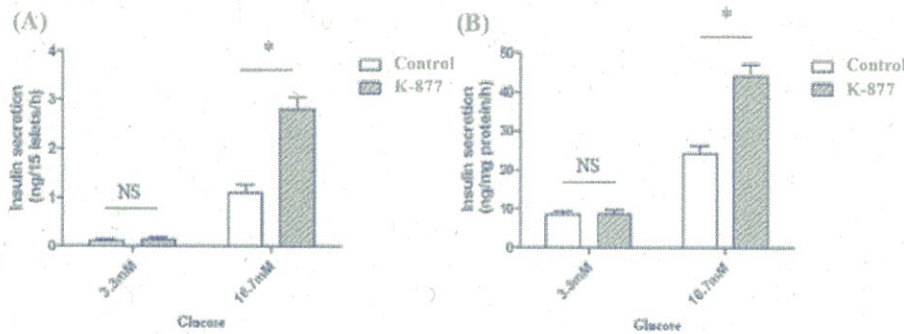 (A)
Insulin secretion
(ng/15 islets/h)
4
3
2
1
0
NS
*
Control
K-877
3.3mM
16.7mM
Glucose
(B)
Insulin secretion
(ng/mg protein/h)
50
40
30
20
10
0
NS
*
Control
K-877
3.3mM
16.7mM
Glucose